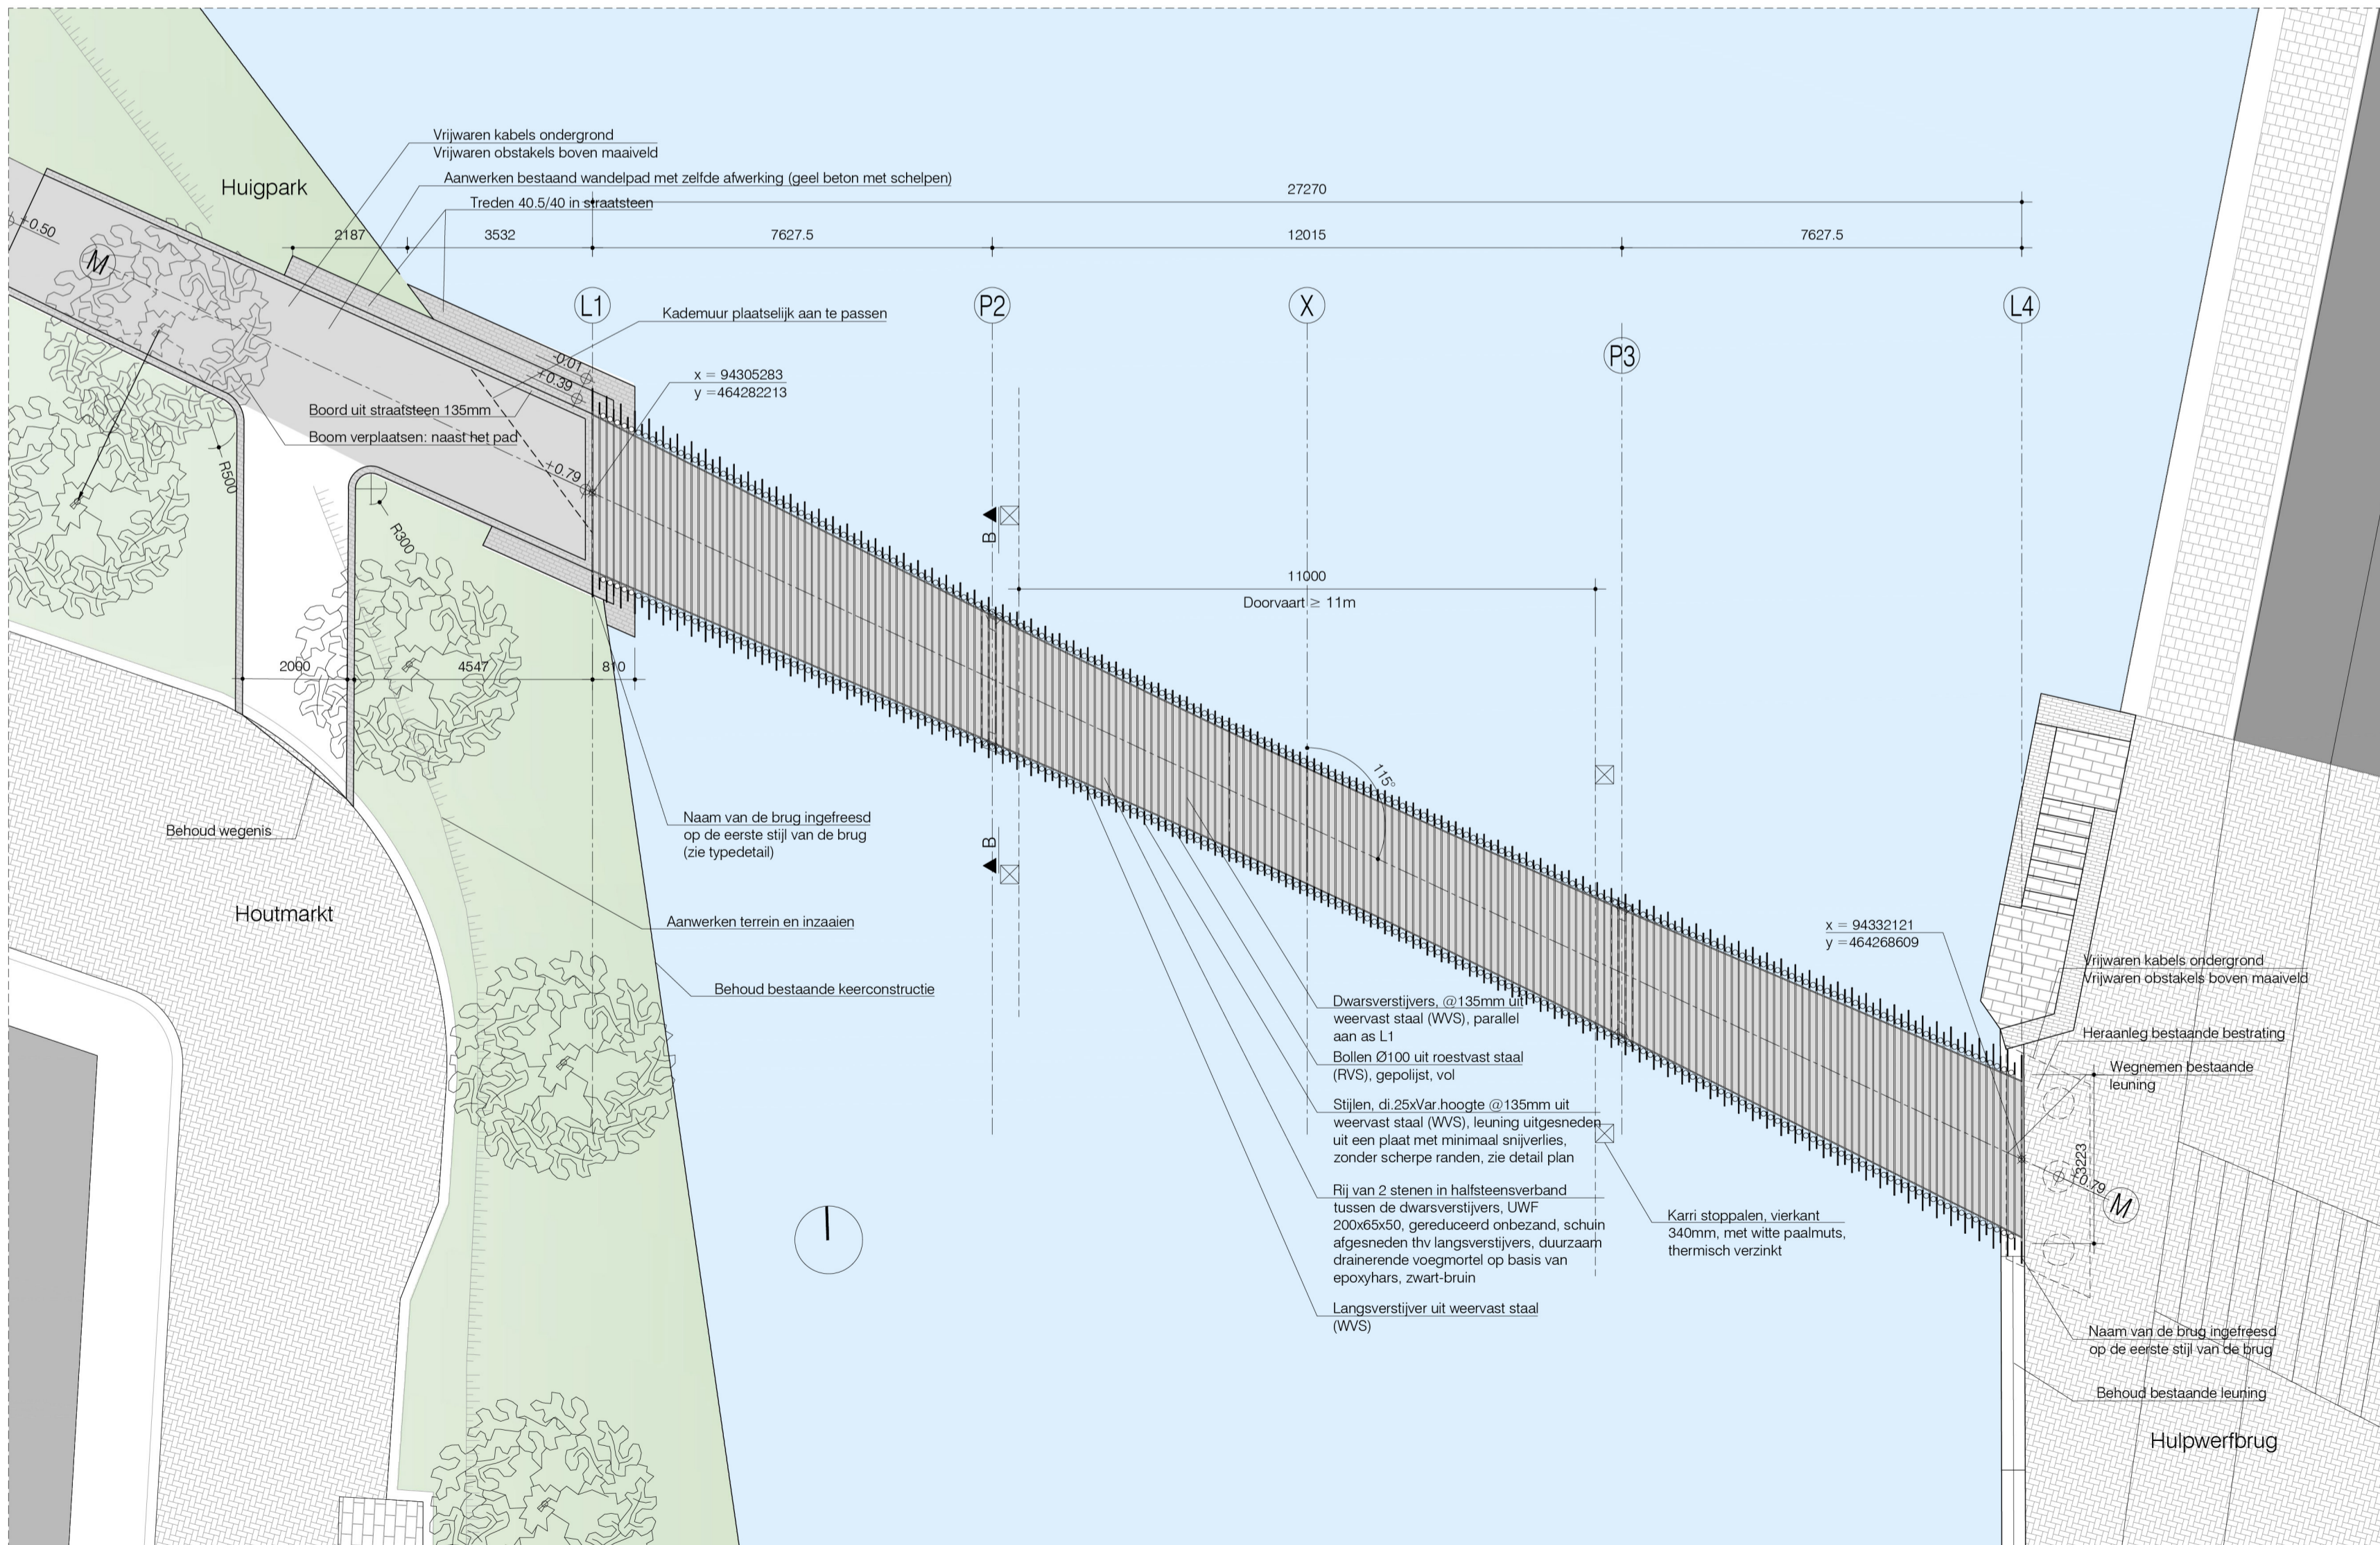 Vrijwaren kabels ondergrond
Vrijwaren obstakels boven maaiveld
Huigpark
Aanwerken bestaand wandelpad met zelfde afwerking (geel beton met schelpen)
Treden 40.5/40 in straatsteen
27270
2187
3532
7627.5
12015
7627.5
+0.50
M
L1
P2
X
P3
L4
Kademuur plaatselijk aan te passen
-0.01
+0.39
x = 94305283
y =464282213
Boord uit straatsteen 135mm
Boom verplaatsen: naast het pad
+0.79
R500
R300
B
11000
Doorvaart ≥ 11m
2000
4547
810
115°
Behoud wegenis
Naam van de brug ingefreesd
op de eerste stijl van de brug
(zie typedetail)
B
Houtmarkt
Aanwerken terrein en inzaaien
Behoud bestaande keerconstructie
x = 94332121
y =464268609
Vrijwaren kabels ondergrond
Vrijwaren obstakels boven maaiveld
Heraanleg bestaande bestrating
Wegnemen bestaande
leuning
Dwarsverstijvers, @135mm uit
weervast staal (WVS), parallel
aan as L1
Bollen Ø100 uit roestvast staal
(RVS), gepolijst, vol
Stijlen, di.25xVar.hoogte @135mm uit
weervast staal (WVS), leuning uitgesneden
uit een plaat met minimaal snijverlies,
zonder scherpe randen, zie detail plan
Rij van 2 stenen in halfsteensverband
tussen de dwarsverstijvers, UWF
200x65x50, gereduceerd onbezand, schuin
afgesneden thv langsverstijvers, duurzaam
drainerende voegmortel op basis van
epoxyhars, zwart-bruin
Langsverstijver uit weervast staal
(WVS)
Karri stoppalen, vierkant
340mm, met witte paalmuts,
thermisch verzinkt
3223
+0.79
M
Naam van de brug ingefreesd
op de eerste stijl van de brug
Behoud bestaande leuning
Hulpwerfbrug